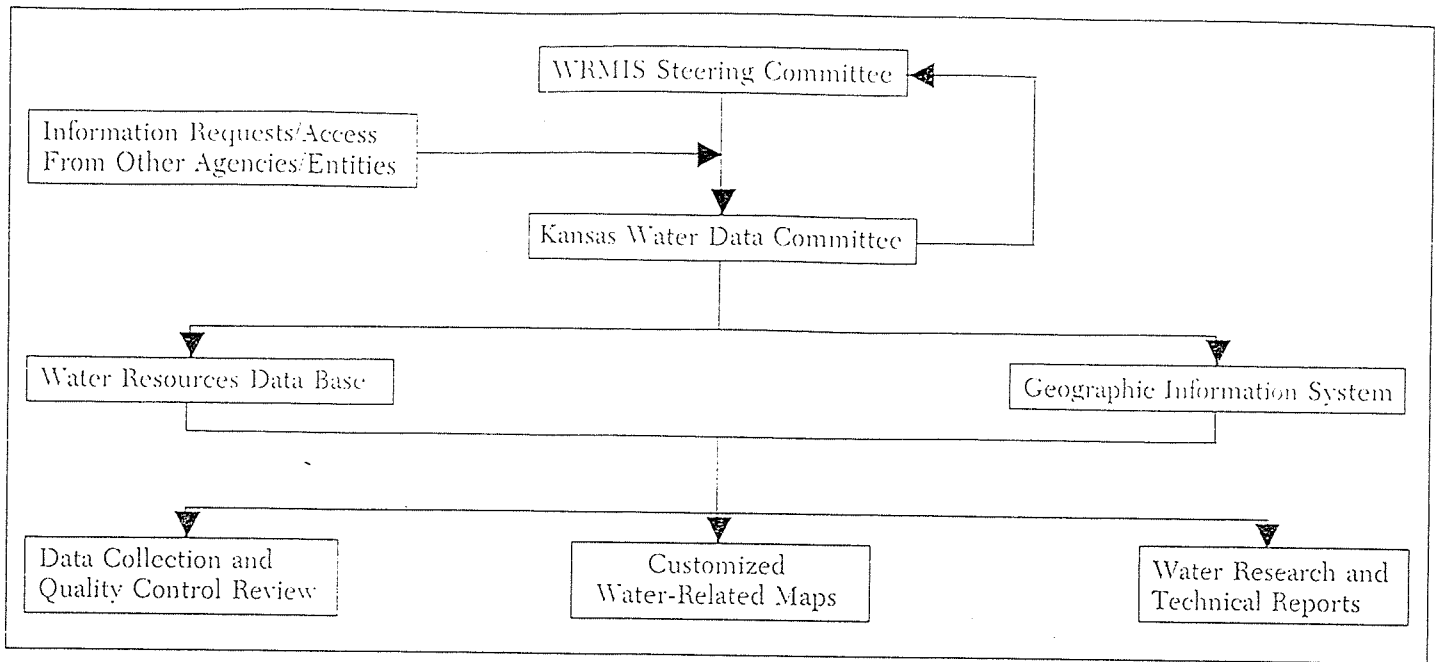 WRMIS Steering Committee
Information Requests/Access
From Other Agencies/Entities
Kansas Water Data Committee
Water Resources Data Base
Geographic Information System
Data Collection and
Quality Control Review
Customized
Water-Related Maps
Water Research and
Technical Reports